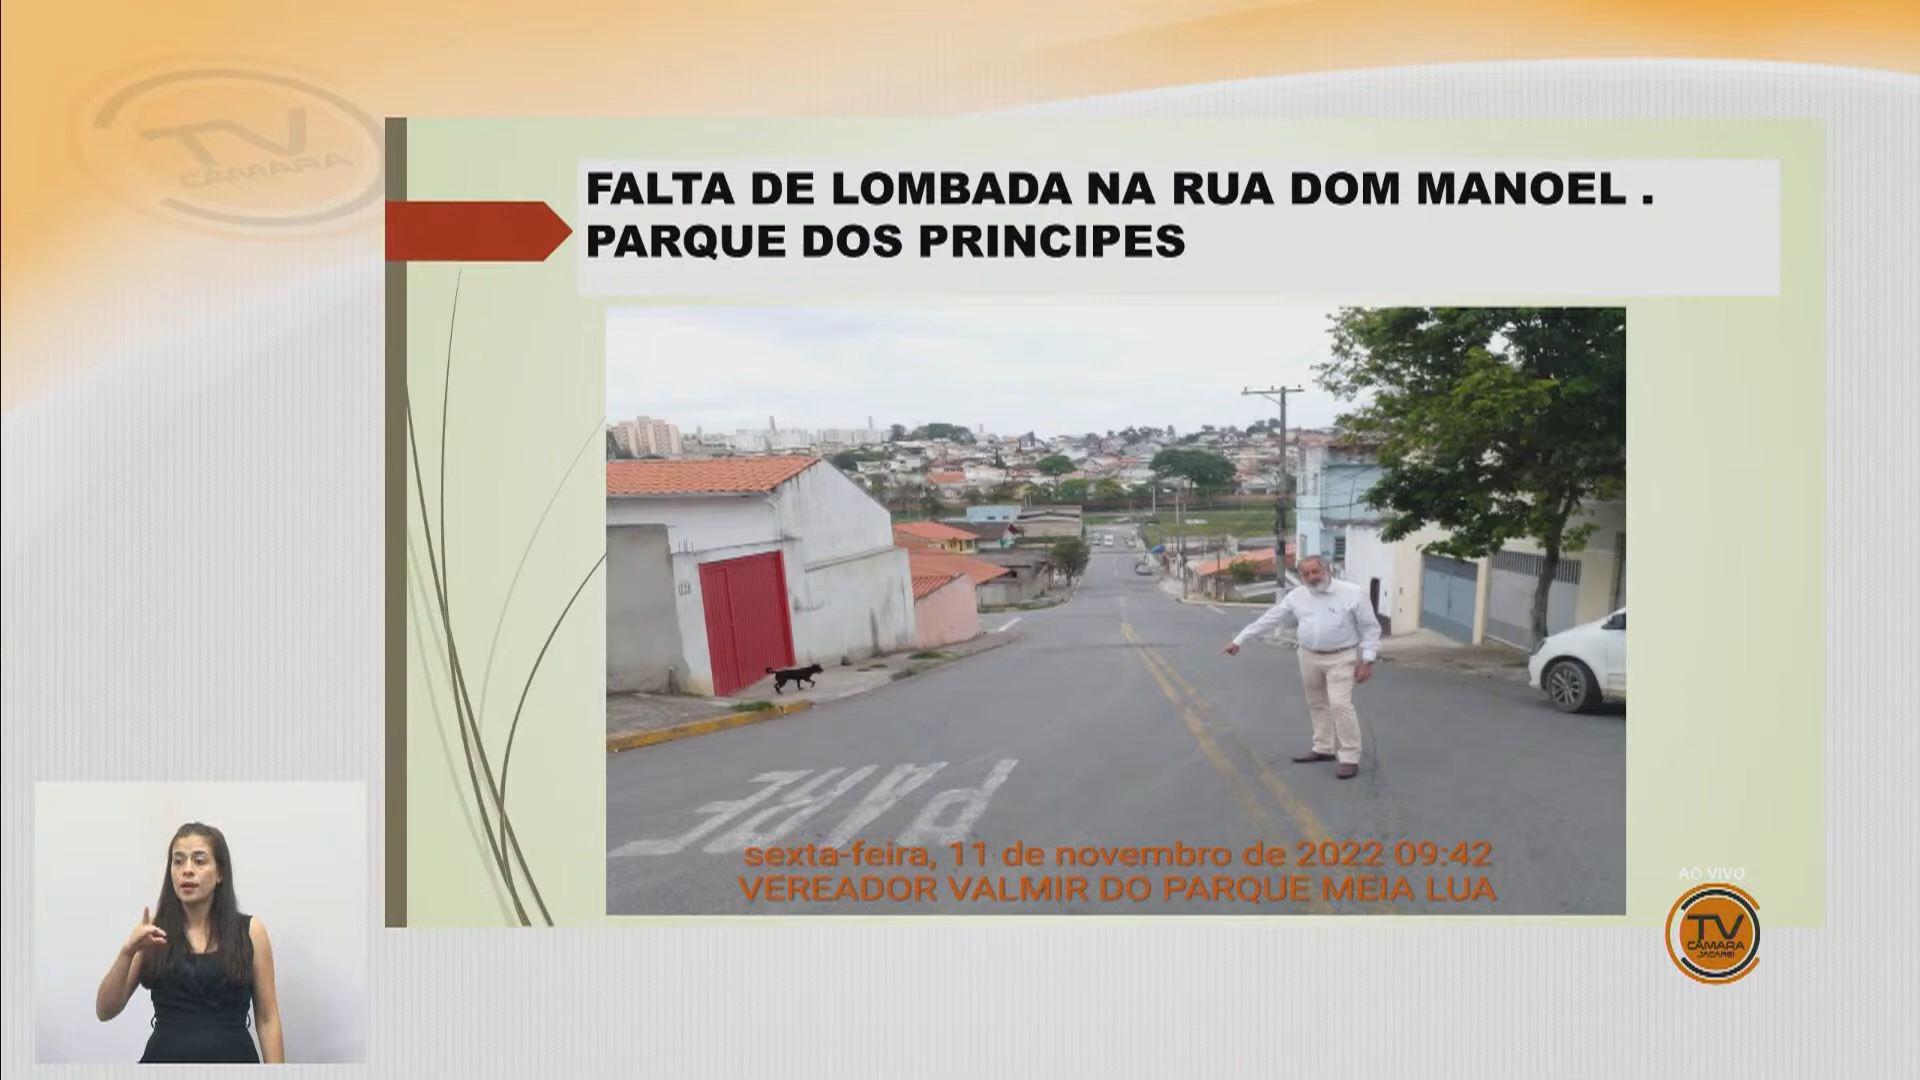 TV
CÂMARA
FALTA DE LOMBADA NA RUA DOM MANOEL .
PARQUE DOS PRINCIPES
PARE
sexta-feira, 11 de novembro de 2022 09:42
VEREADOR VALMIR DO PARQUE MEIA LUA
AO VIVO
TV
CÂMARA
JACAREÍ